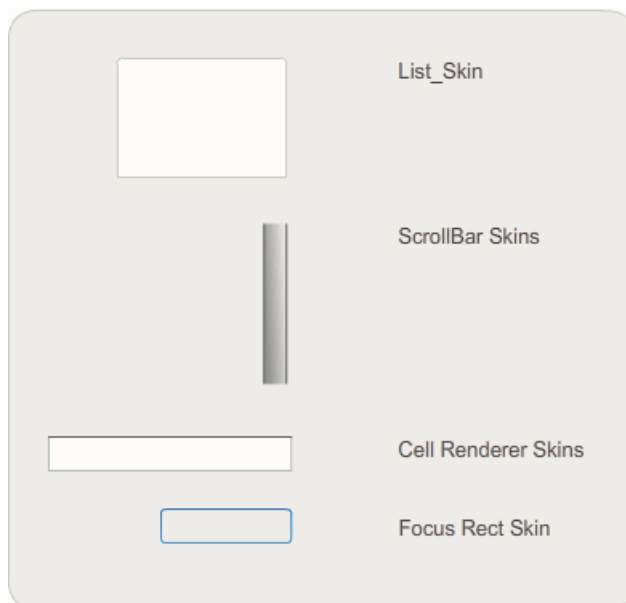 List_Skin
ScrollBar Skins
Cell Renderer Skins
Focus Rect Skin